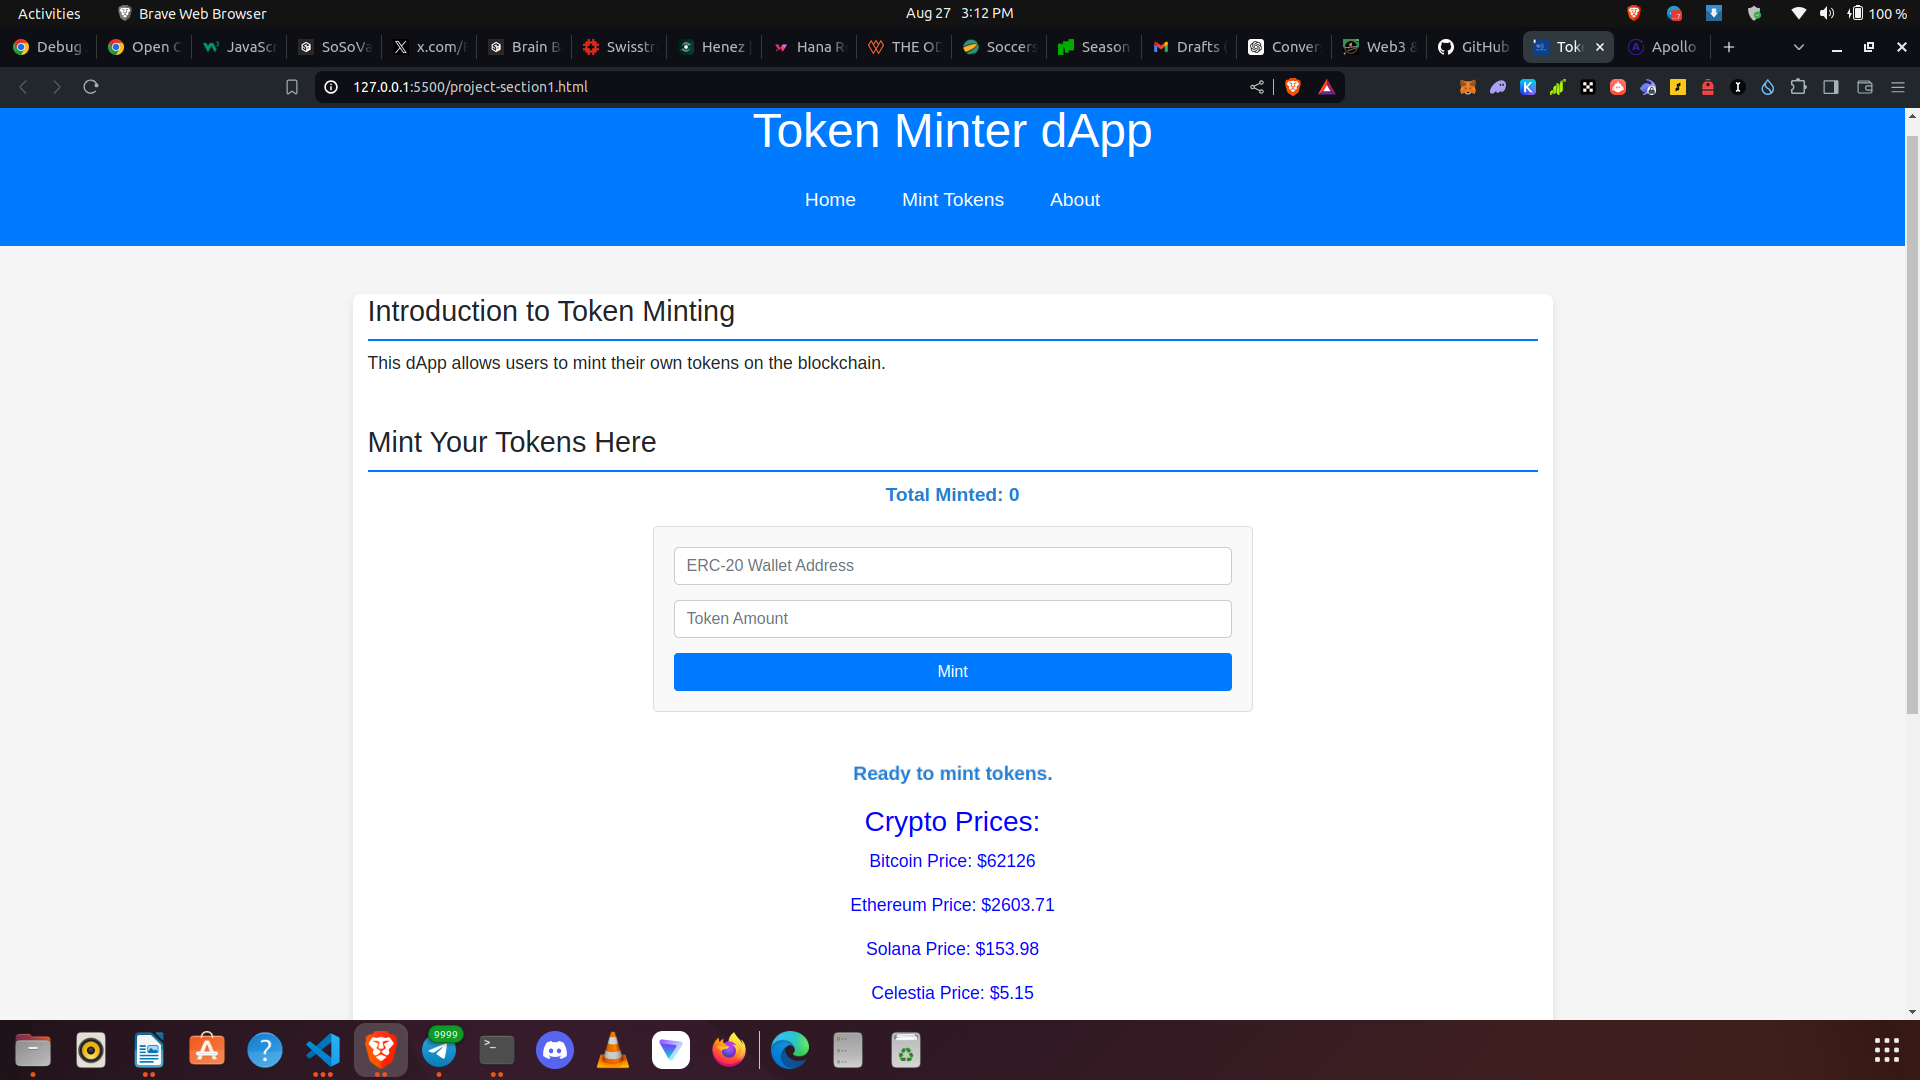 Activities
Brave Web Browser
Aug 27 3:12 PM
100 %
Debug
Open C
JavaScr
SoSoVa
x.com/
Brain B
Swisstr
Henez
Hana R
THE OD
Soccers
Season
Drafts (
Conver
Web3 &
GitHub
Tok
Apollo
127.0.0.1:5500/project-section1.html
Token Minter dApp
Home
Mint Tokens
About
Introduction to Token Minting
This dApp allows users to mint their own tokens on the blockchain.
Mint Your Tokens Here
Total Minted: 0
ERC-20 Wallet Address
Token Amount
Mint
Ready to mint tokens.
Crypto Prices:
Bitcoin Price: $62126
Ethereum Price: $2603.71
Solana Price: $153.98
Celestia Price: $5.15
9999